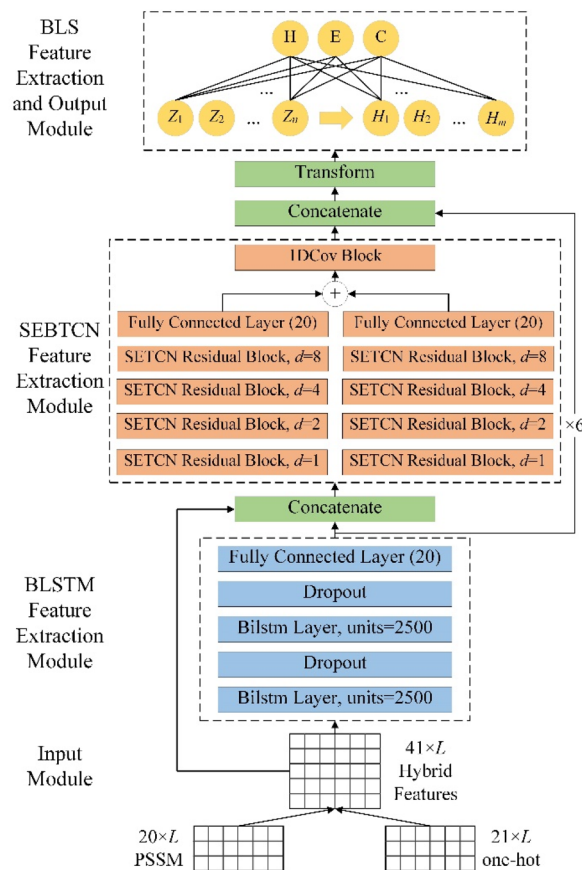 BLS
Feature
Extraction
and Output
Module
H E C
... ...
Z1 Z2 ... Zn H1 H2 ... Hm
Transform
Concatenate
1DCov Block
+
SEBTCN
Feature
Extraction
Module
Fully Connected Layer (20) Fully Connected Layer (20)
SETCN Residual Block, d=8 SETCN Residual Block, d=8
SETCN Residual Block, d=4 SETCN Residual Block, d=4
SETCN Residual Block, d=2 SETCN Residual Block, d=2
SETCN Residual Block, d=1 SETCN Residual Block, d=1
×6
Concatenate
BLSTM
Feature
Extraction
Module
Fully Connected Layer (20)
Dropout
Bilstm Layer, units=2500
Dropout
Bilstm Layer, units=2500
Input
Module
41×L
Hybrid
Features
20×L
PSSM
21×L
one-hot